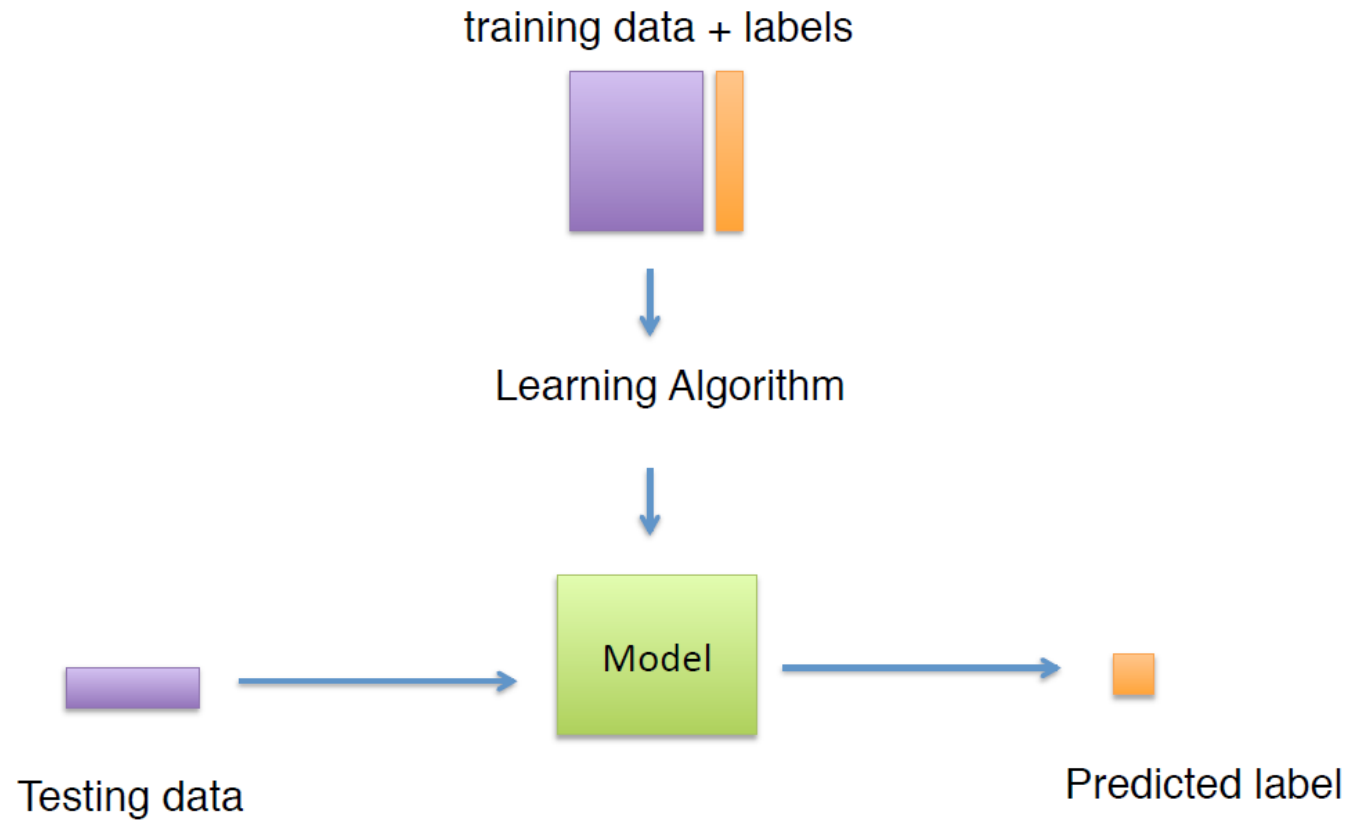 training data + labels
Learning Algorithm
Model
Testing data
Predicted label